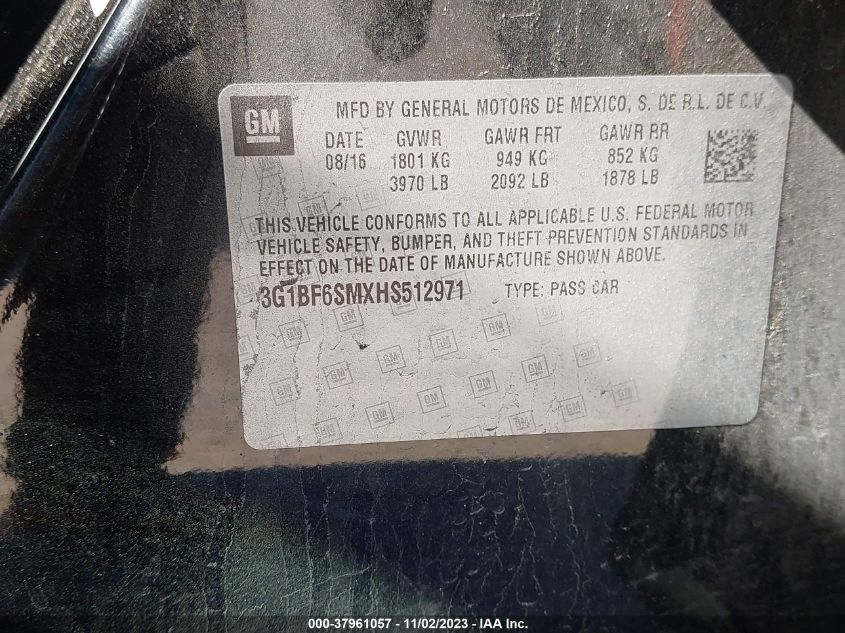 GM MFD BY GENERAL MOTORS DE MEXICO, S. DE R.L. DE C.V.
DATE GVWR GAWR FRT GAWR RR
08/16 1801 KG 949 KG 852 KG
3970 LB 2092 LB 1878 LB
THIS VEHICLE CONFORMS TO ALL APPLICABLE U.S. FEDERAL MOTOR
VEHICLE SAFETY, BUMPER, AND THEFT PREVENTION STANDARDS IN
EFFECT ON THE DATE OF MANUFACTURE SHOWN ABOVE.
3G1BF6SMXHS512971 TYPE: PASS CAR
000-37961057 - 11/02/2023 - IAA Inc.